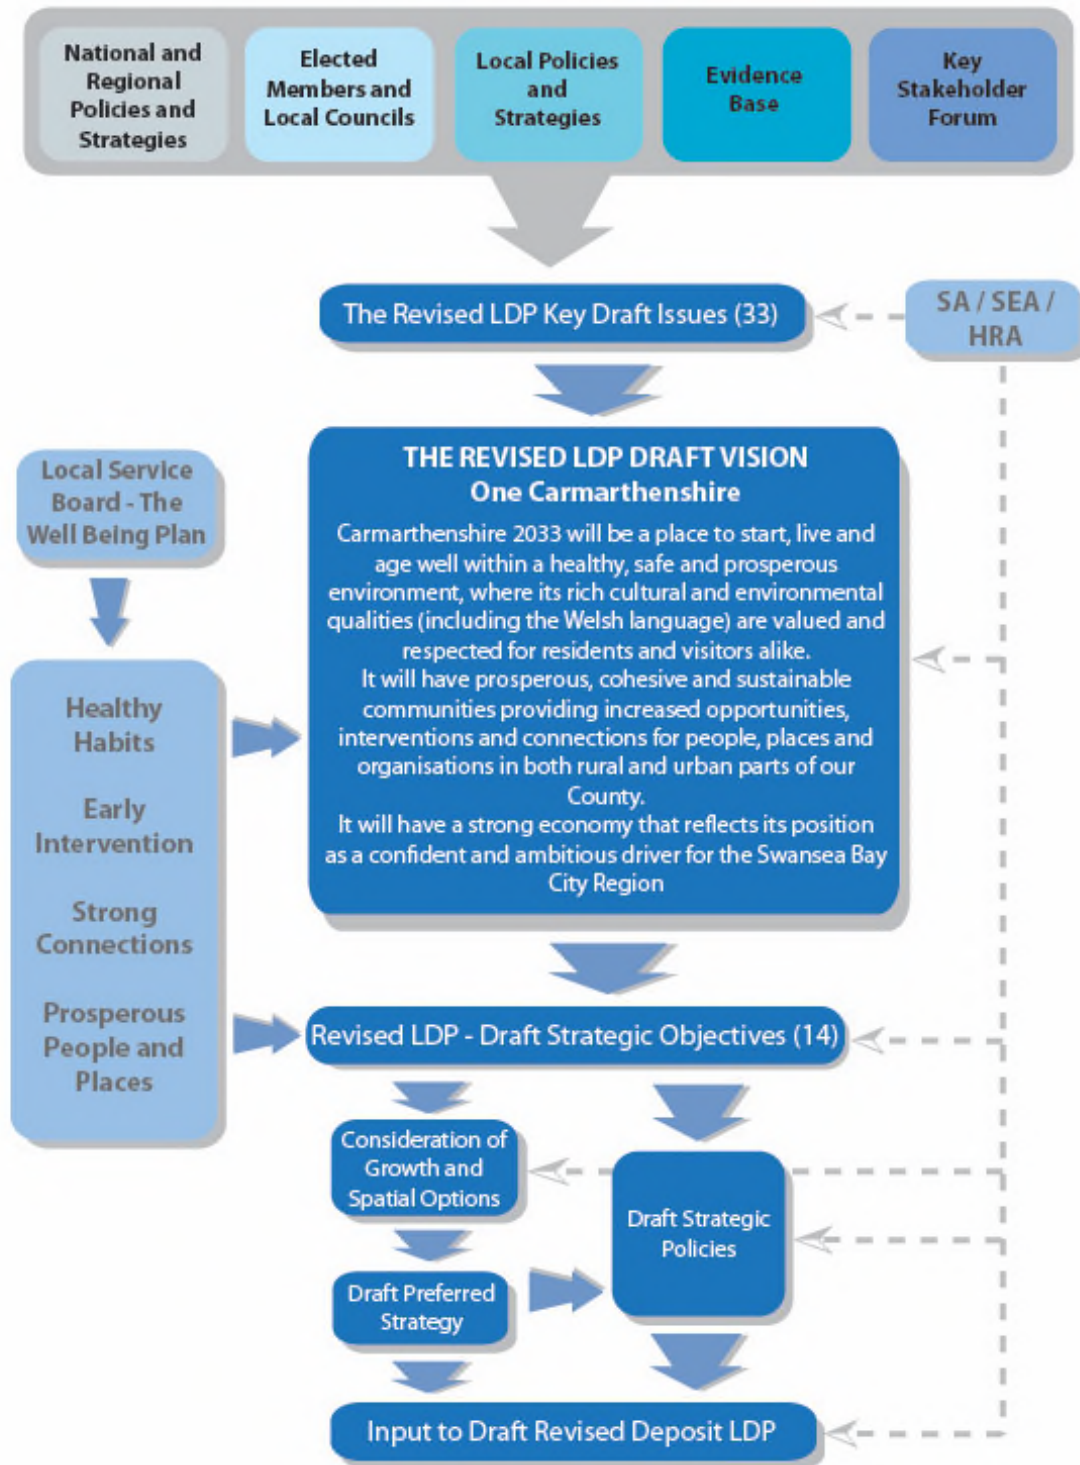 National and
Regional
Policies and
Strategies
Elected
Members and
Local Councils
Local Policies
and
Strategies
Evidence
Base
Key
Stakeholder
Forum
The Revised LDP Key Draft Issues (33)
SA / SEA /
HRA
Local Service
Board - The
Well Being Plan
THE REVISED LDP DRAFT VISION
One Carmarthenshire
Carmarthenshire 2033 will be a place to start, live and
age well within a healthy, safe and prosperous
environment, where its rich cultural and environmental
qualities (including the Welsh language) are valued and
respected for residents and visitors alike.
It will have prosperous, cohesive and sustainable
communities providing increased opportunities,
interventions and connections for people, places and
organisations in both rural and urban parts of our
County.
It will have a strong economy that reflects its position
as a confident and ambitious driver for the Swansea Bay
City Region
Healthy
Habits
Early
Intervention
Strong
Connections
Prosperous
People and
Places
Revised LDP - Draft Strategic Objectives (14)
Consideration of
Growth and
Spatial Options
Draft Strategic
Policies
Draft Preferred
Strategy
Input to Draft Revised Deposit LDP